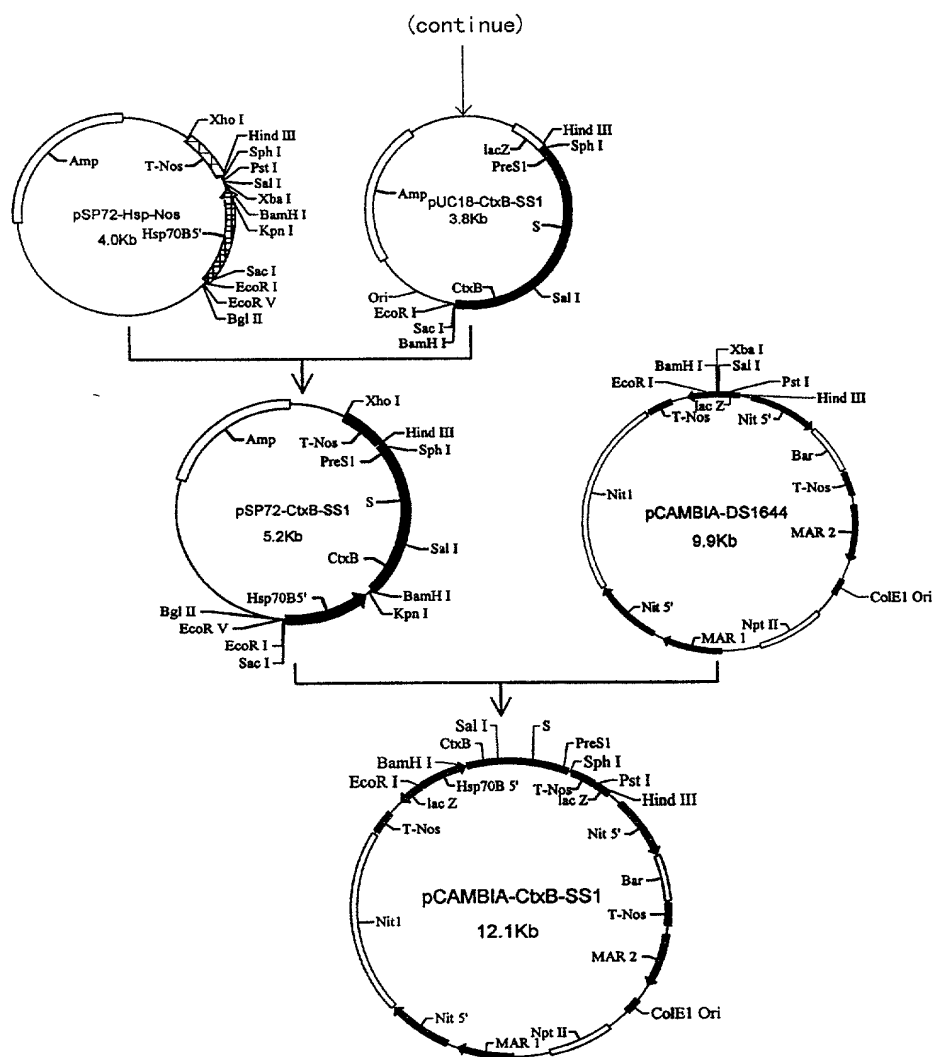 (continue)
Xho I
Hind III
Sph I
Pst I
Sal I
Xba I
BamH I
Kpn I
T-Nos
Amp
pSP72-Hsp-Nos
4.0Kb
Hsp70B5'
Sac I
EcoR I
EcoR V
Bgl II
Hind III
Sph I
lacZ
PreS1
Amp
pUC18-CtxB-SS1
3.8Kb
S
CtxB
Ori
Sal I
EcoR I
Sac I
BamH I
Xho I
Hind III
Sph I
T-Nos
PreS1
Amp
S
pSP72-CtxB-SS1
5.2Kb
Sal I
CtxB
BamH I
Kpn I
Hsp70B5'
Bgl II
EcoR V
EcoR I
Sac I
Xba I
BamH I
Sal I
EcoR I
Pst I
Hind III
lac Z
Nit 5'
T-Nos
Bar
T-Nos
Nit1
pCAMBIA-DS1644
9.9Kb
MAR 2
ColE1 Ori
Nit 5'
Npt II
MAR 1
Sal I
S
CtxB
PreS1
BamH I
Sph I
EcoR I
Hsp70B 5'
T-Nos
Pst I
lac Z
lac Z
Hind III
T-Nos
Nit 5'
Bar
pCAMBIA-CtxB-SS1
12.1Kb
T-Nos
Nit1
MAR 2
ColE1 Ori
Nit 5'
Npt II
MAR 1